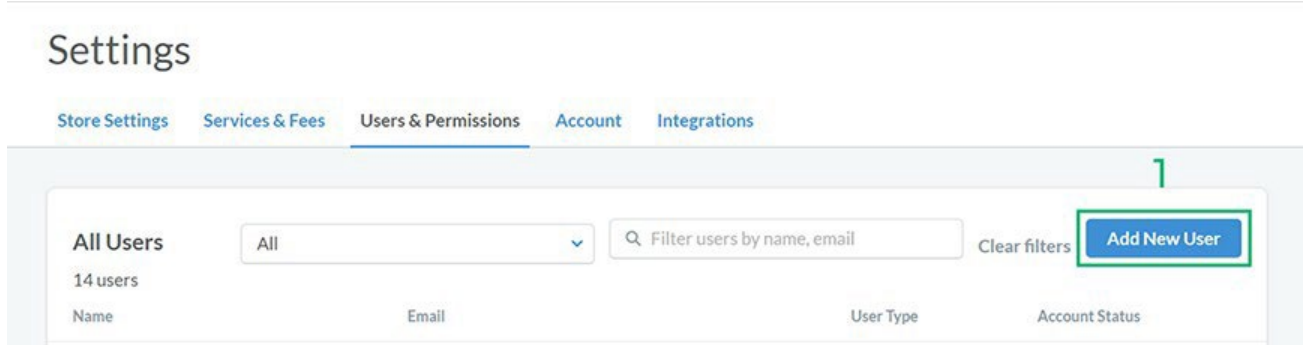 Settings
Store Settings Services & Fees Users & Permissions Account Integrations
1
All Users All Filter users by name, email Clear filters Add New User
14 users
Name Email User Type Account Status